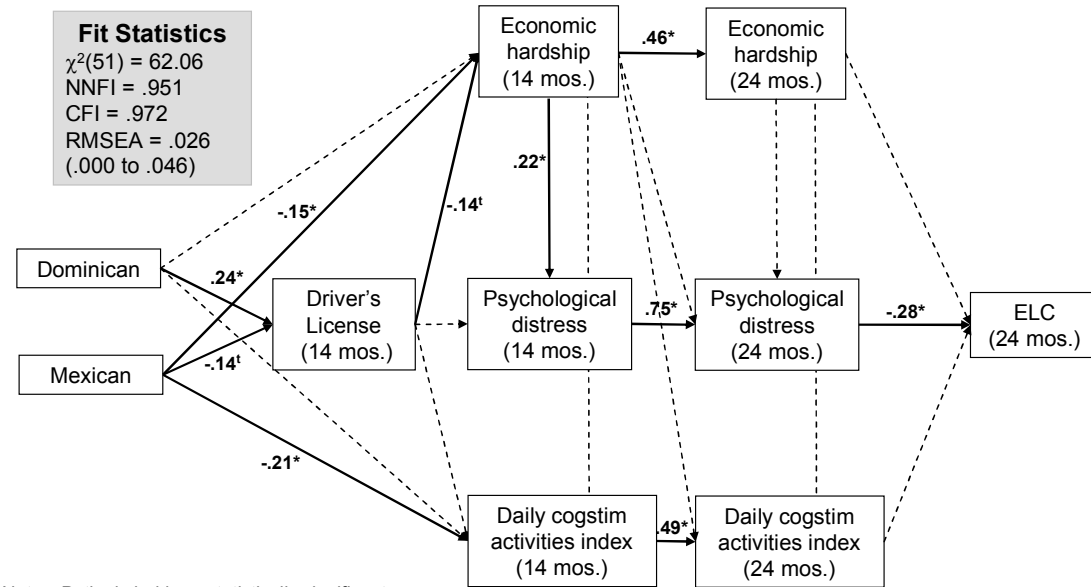 Fit Statistics
χ²(51) = 62.06
NNFI = .951
CFI = .972
RMSEA = .026
(.000 to .046)
Economic
hardship
(14 mos.)
.46*
Economic
hardship
(24 mos.)
.22*
-.15*
-.14ᵗ
Dominican
.24*
Driver's
License
(14 mos.)
Psychological
distress
(14 mos.)
.75*
Psychological
distress
(24 mos.)
-.28*
ELC
(24 mos.)
Mexican
-.14ᵗ
-.21*
Daily cogstim
activities index
(14 mos.)
.49*
Daily cogstim
activities index
(24 mos.)